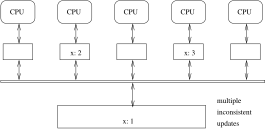 CPU CPU CPU CPU CPU
x: 2 x: 3
multiple
inconsistent
x: 1
updates